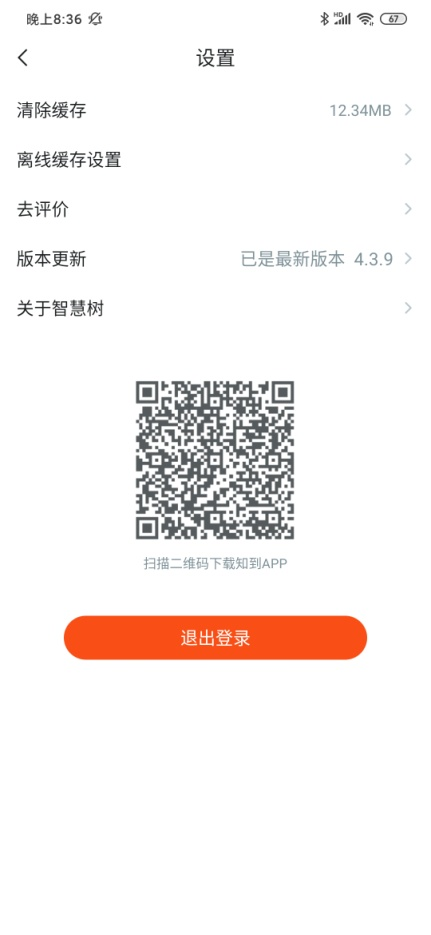 晚上8:36 HD 67
设置
清除缓存 12.34MB
离线缓存设置
去评价
版本更新 已是最新版本 4.3.9
关于智慧树
扫描二维码下载知到APP
退出登录